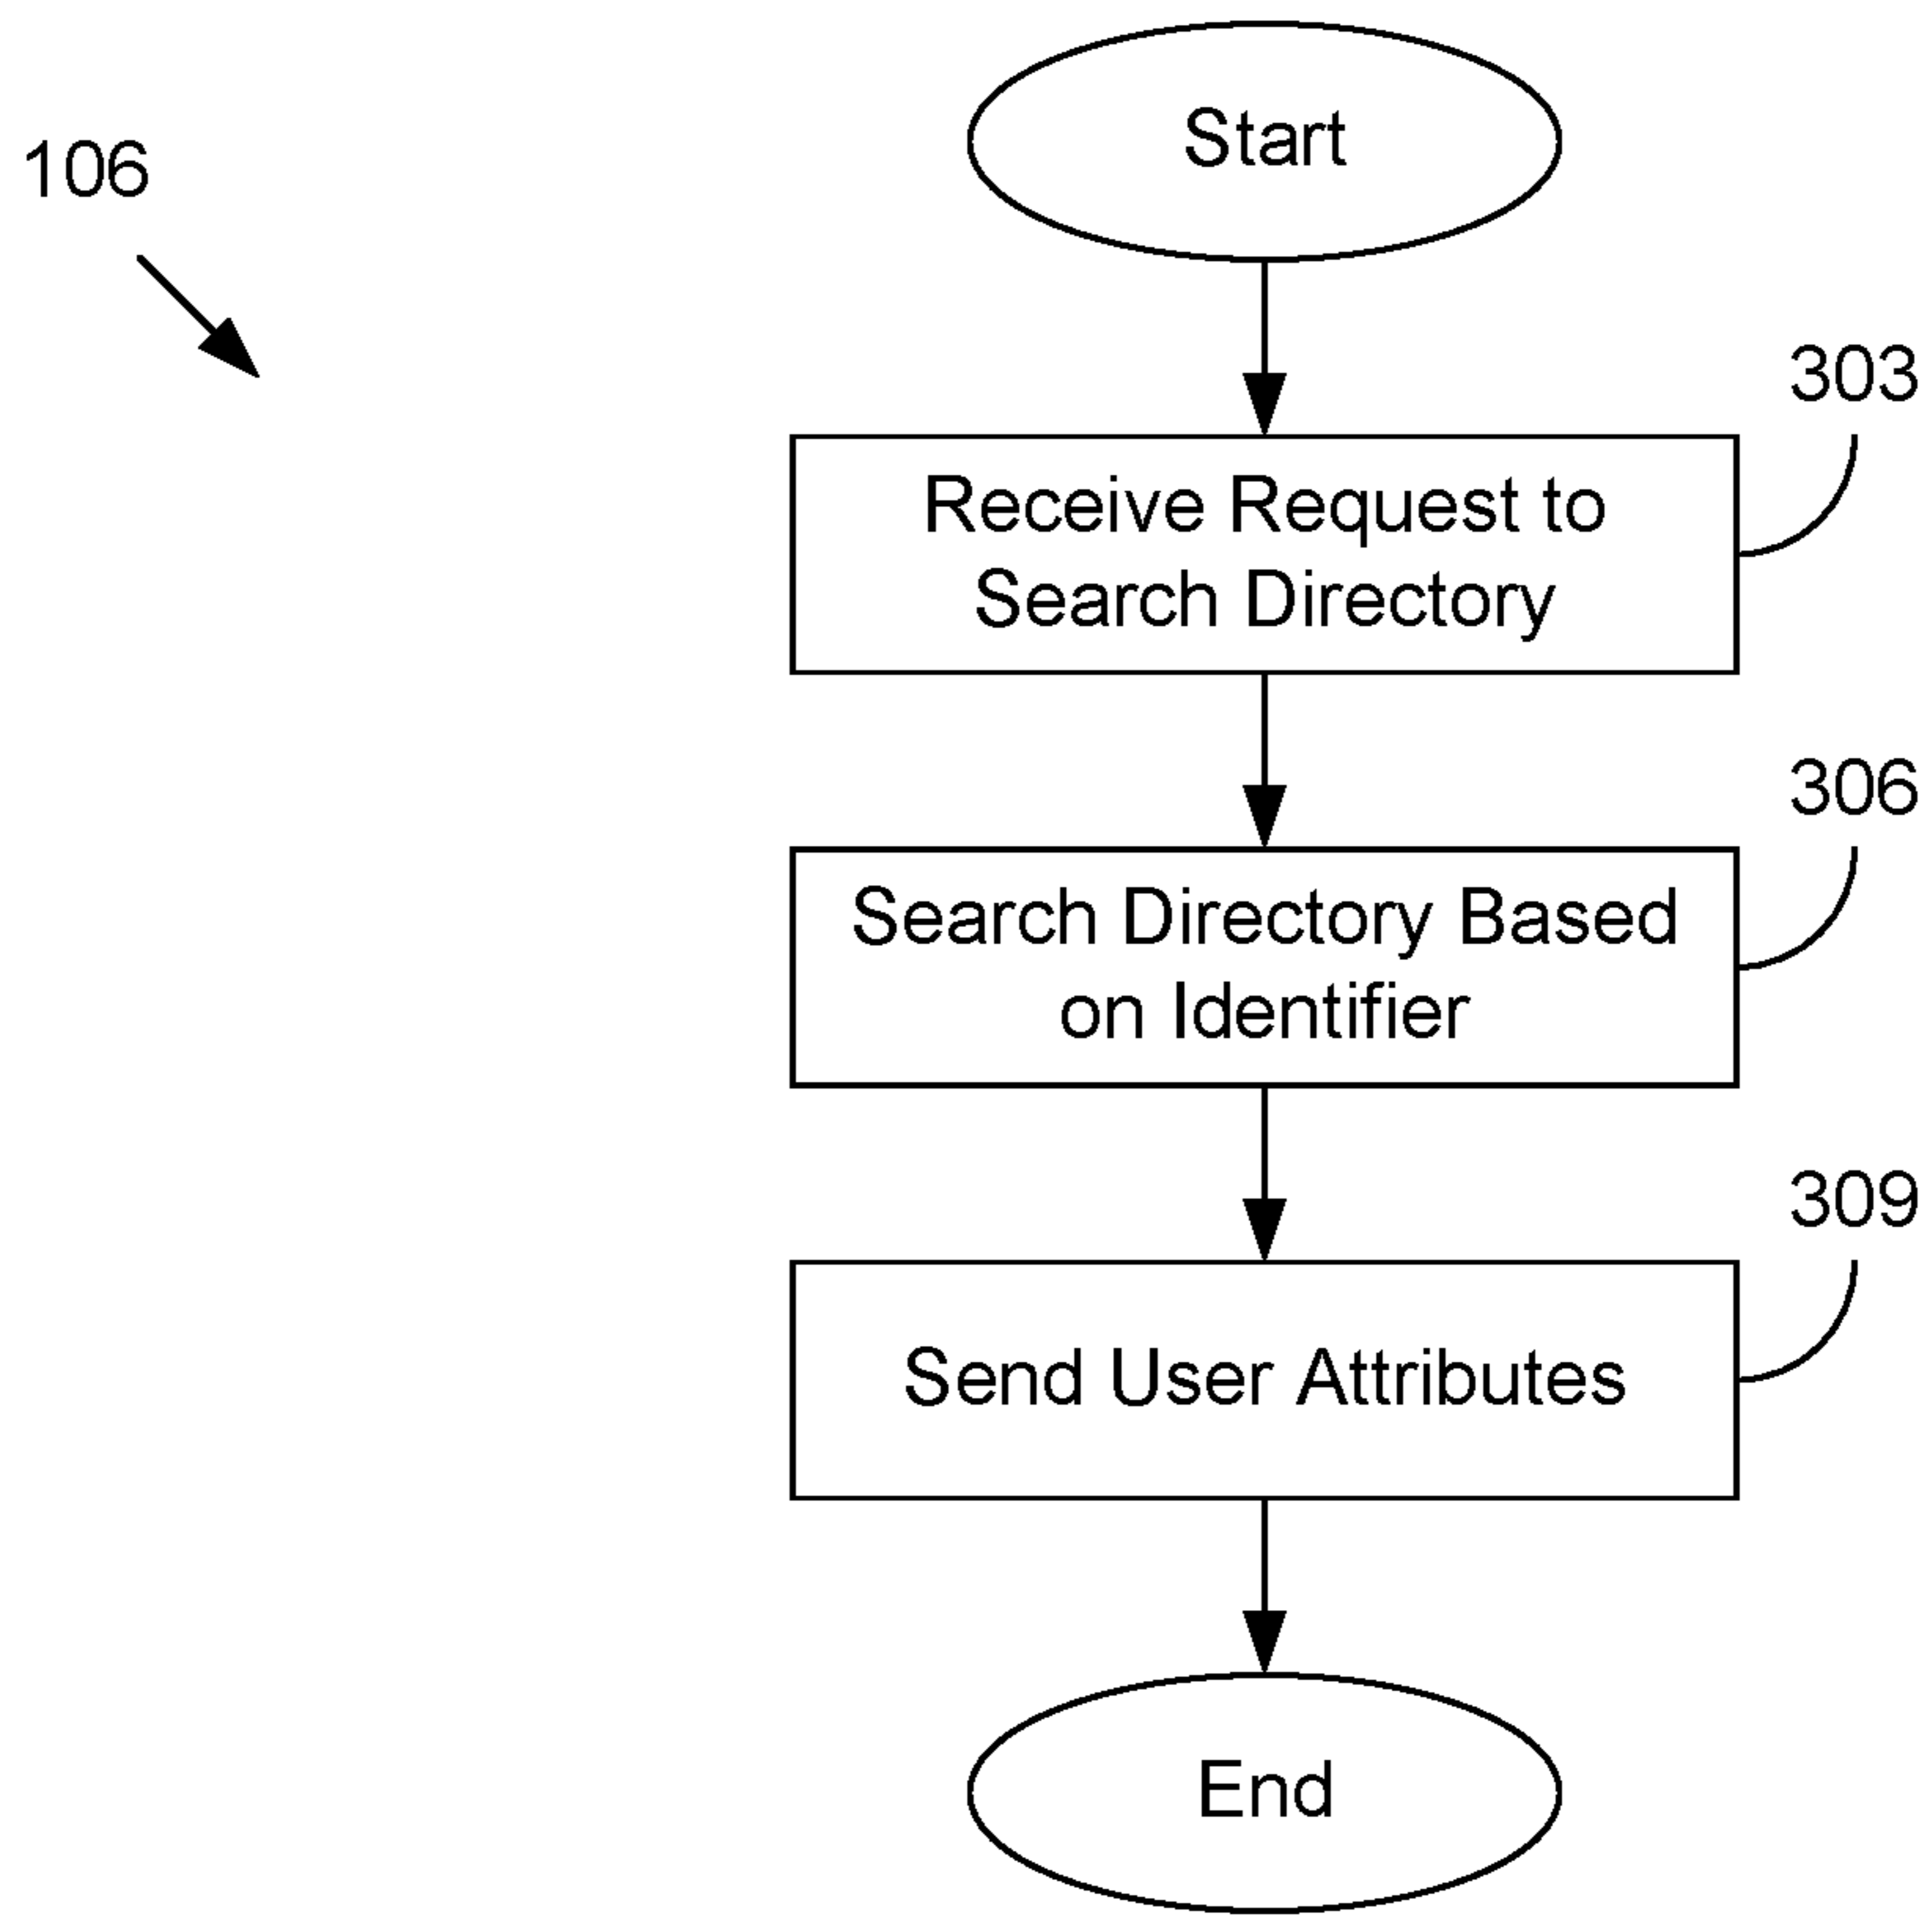 Start
106
303
Receive Request to
Search Directory
306
Search Directory Based
on Identifier
309
Send User Attributes
End